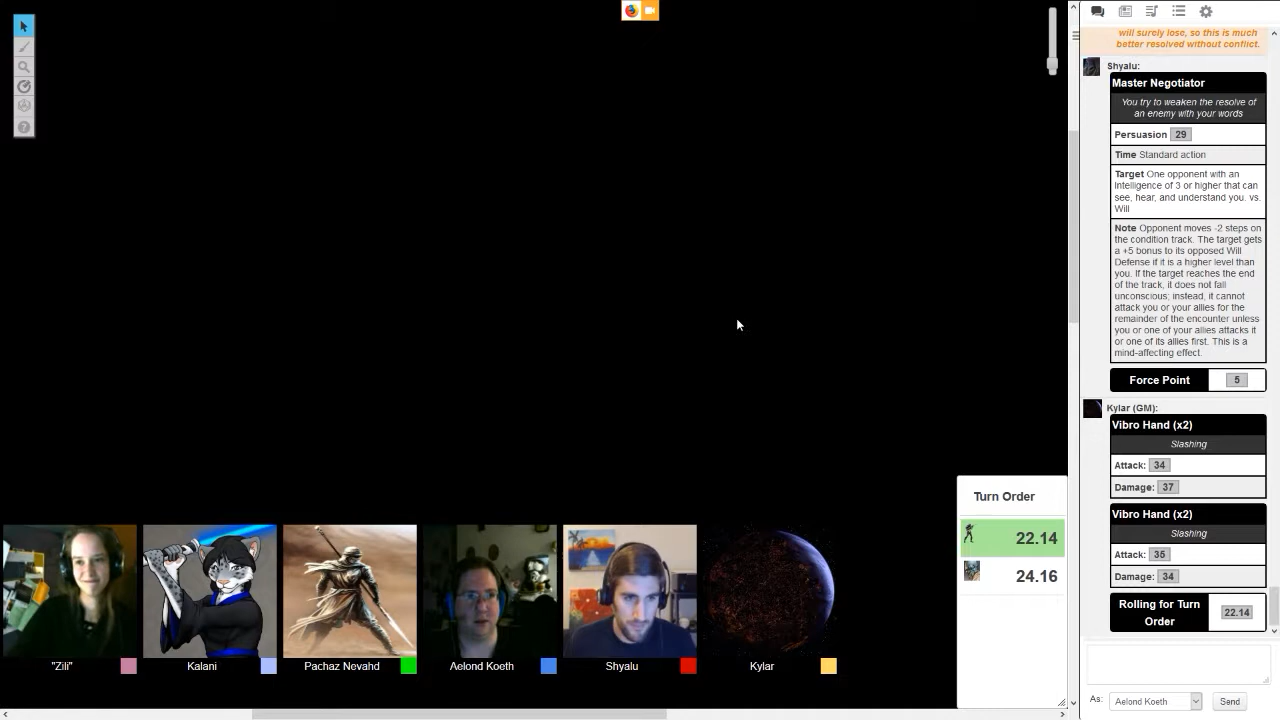 will surely lose, so this is much
better resolved without conflict.
Shyalu:
Master Negotiator
You try to weaken the resolve of
an enemy with your words
Persuasion 29
Time Standard action
Target One opponent with an
Intelligence of 3 or higher that can
see, hear, and understand you. vs.
Will
Note Opponent moves -2 steps on
the condition track. The target gets
a +5 bonus to its opposed Will
Defense if it is a higher level than
you. If the target reaches the end
of the track, it does not fall
unconscious; instead, it cannot
attack you or your allies for the
remainder of the encounter unless
you or one of your allies attacks it
or one of its allies first. This is a
mind-affecting effect.
Force Point 5
Kylar (GM):
Vibro Hand (x2)
Slashing
Attack: 34
Damage: 37
Vibro Hand (x2)
Slashing
Attack: 35
Damage: 34
Rolling for Turn
Order 22.14
Turn Order
22.14
24.16
"Zili"
Kalani
Pachaz Nevahd
Aelond Koeth
Shyalu
Kylar
As: Aelond Koeth Send